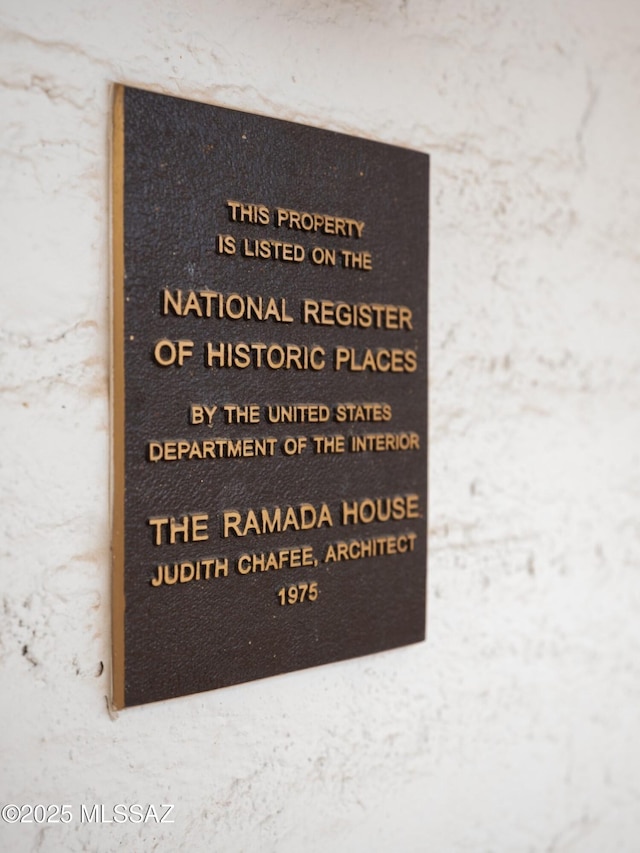 THIS PROPERTY
IS LISTED ON THE
NATIONAL REGISTER
OF HISTORIC PLACES
BY THE UNITED STATES
DEPARTMENT OF THE INTERIOR
THE RAMADA HOUSE
JUDITH CHAFEE, ARCHITECT
1975
©2025 MLSSAZ